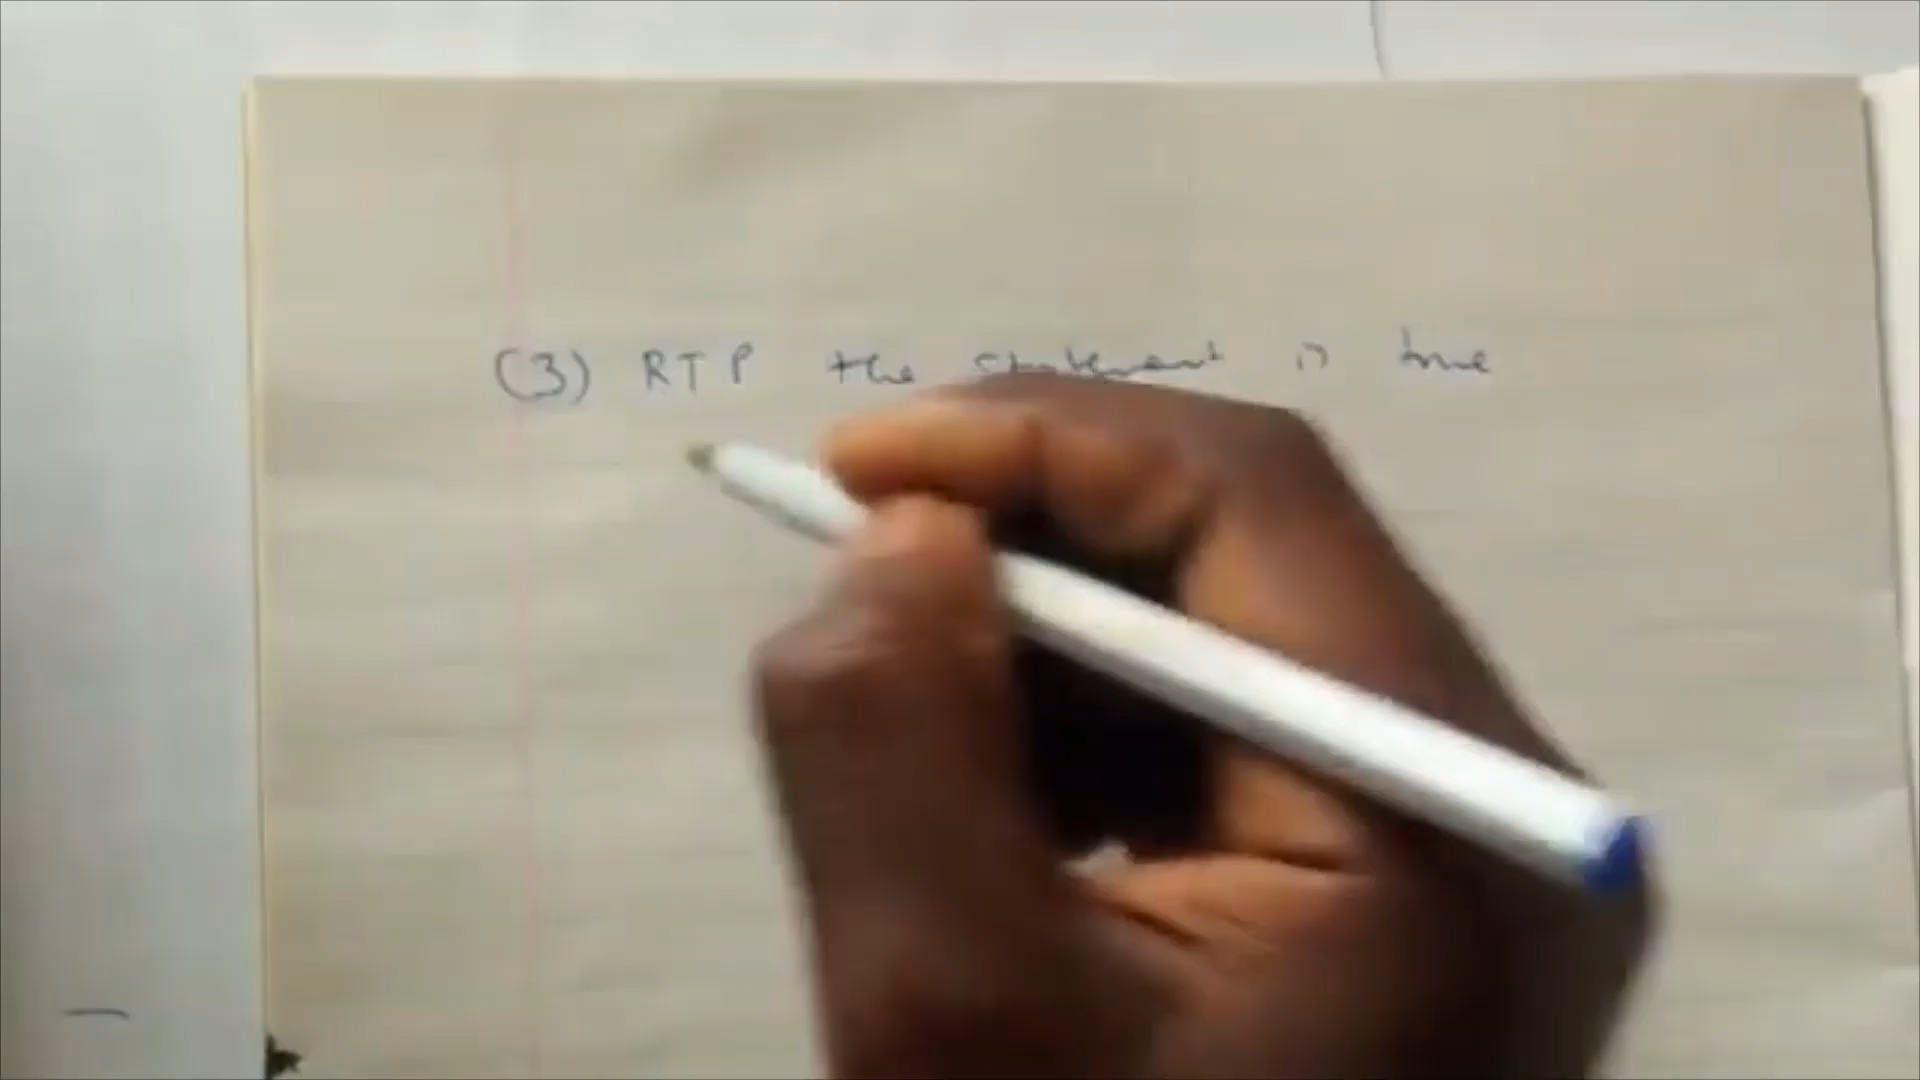 (3) RTP the statement is true